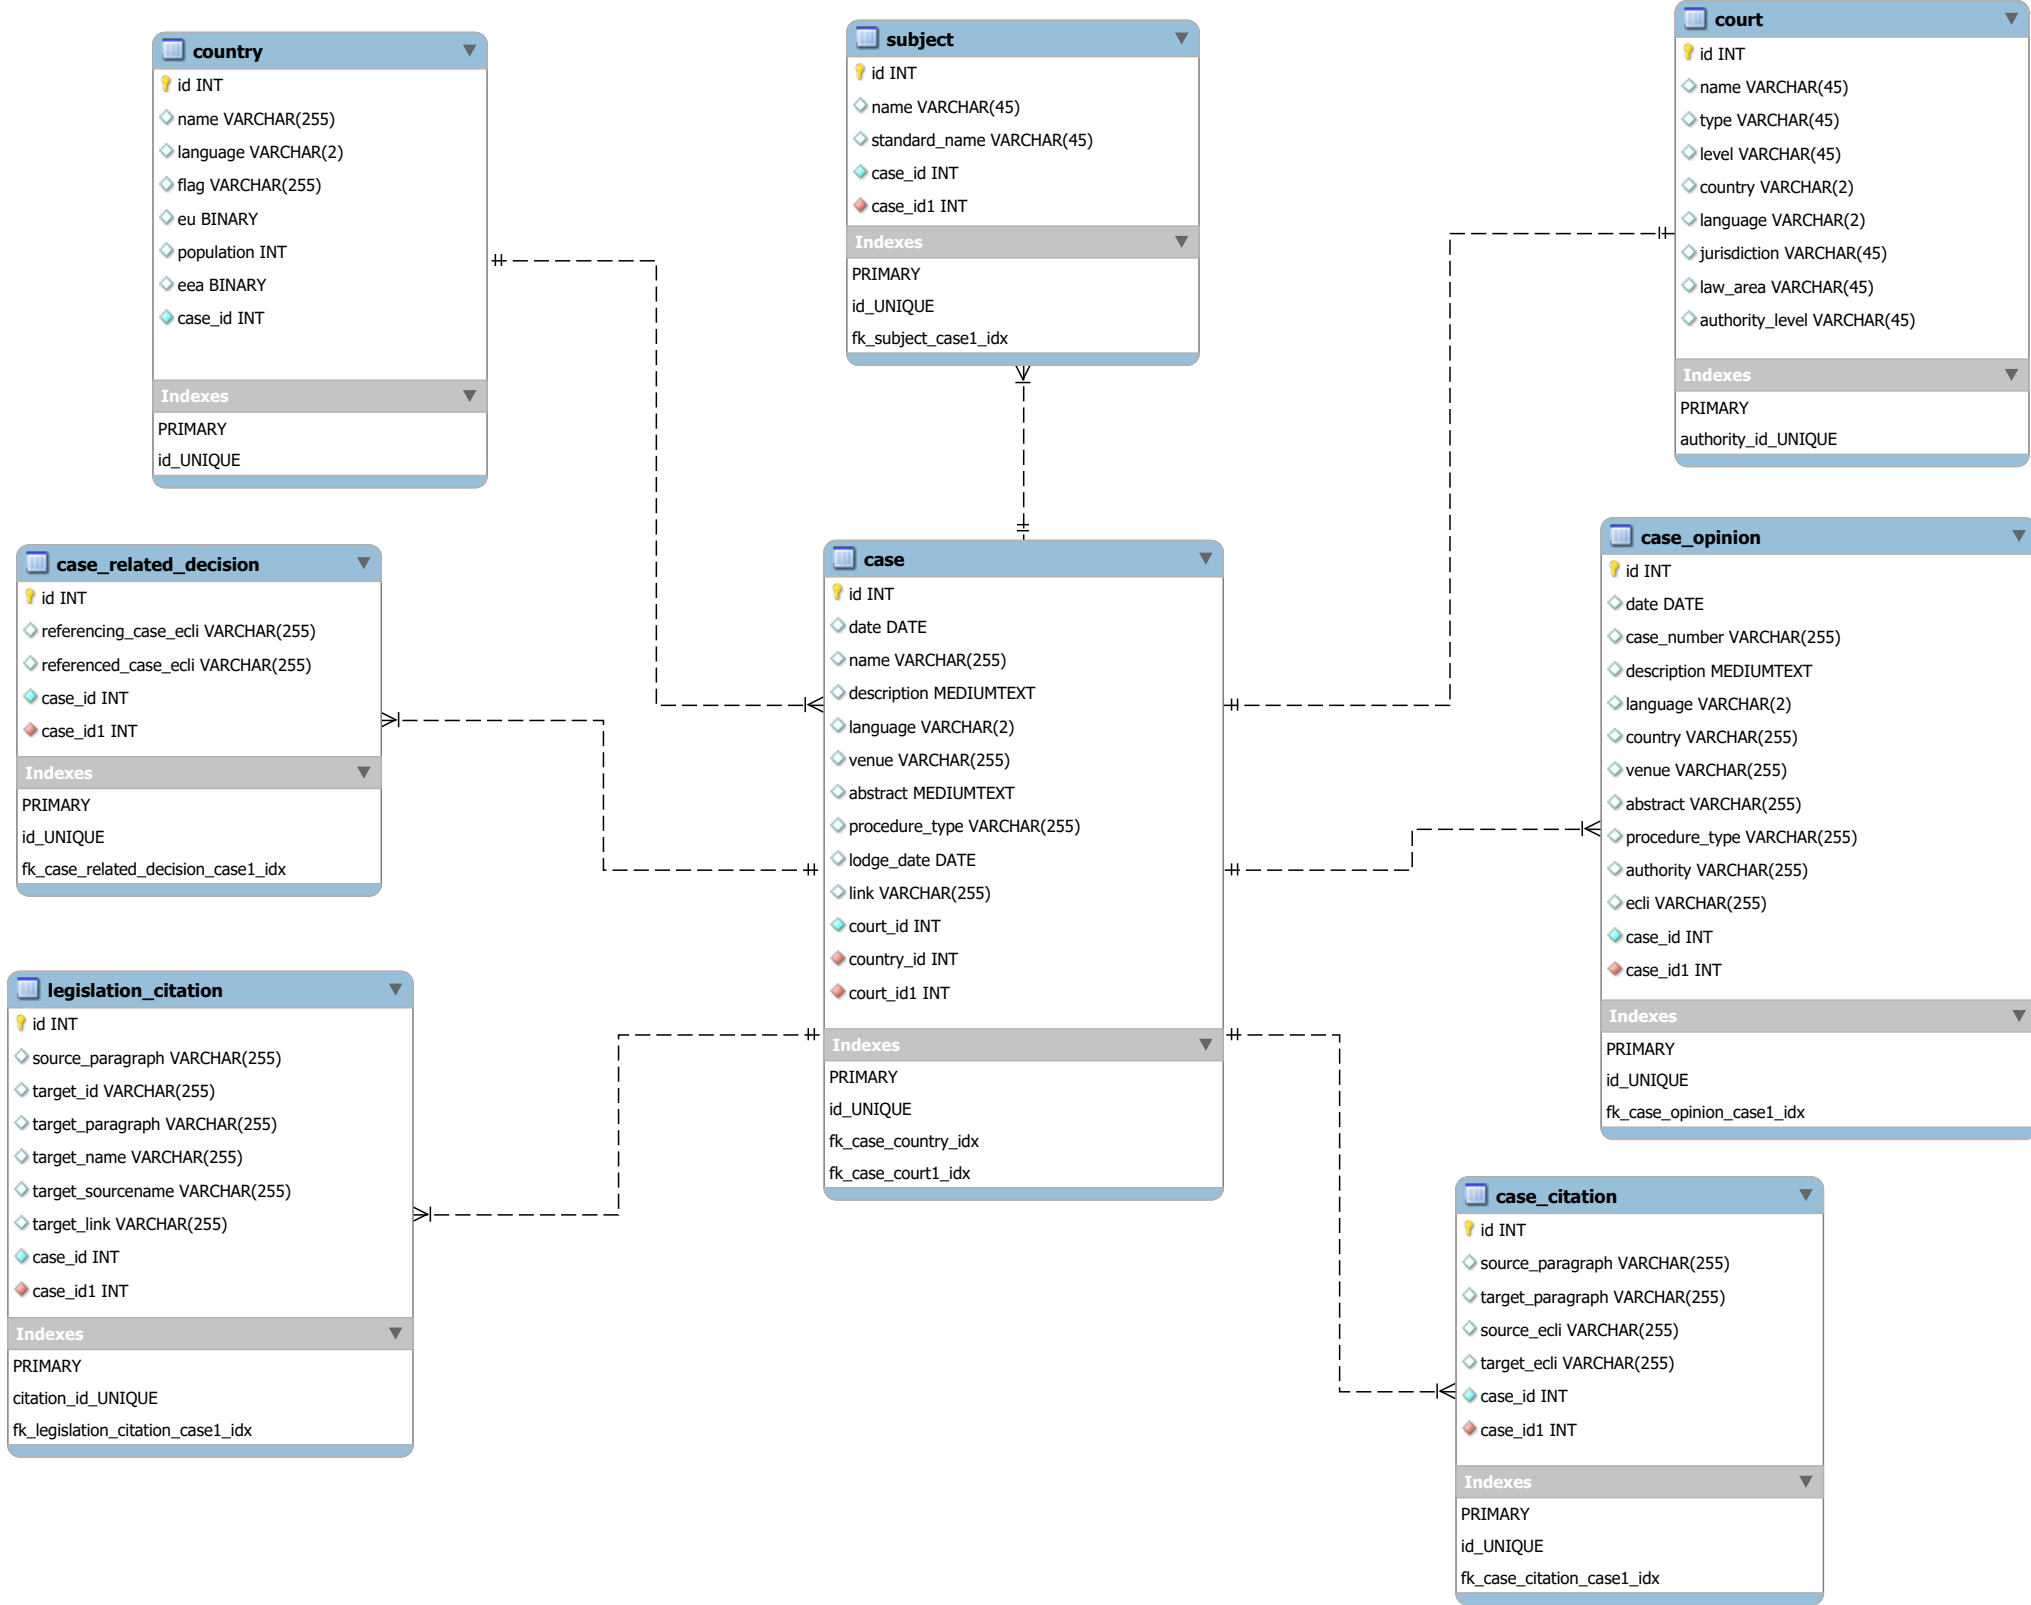 country
id INT
name VARCHAR(255)
language VARCHAR(2)
flag VARCHAR(255)
eu BINARY
population INT
eea BINARY
case_id INT
Indexes
PRIMARY
id_UNIQUE
subject
id INT
name VARCHAR(45)
standard_name VARCHAR(45)
case_id INT
case_id1 INT
Indexes
PRIMARY
id_UNIQUE
fk_subject_case1_idx
court
id INT
name VARCHAR(45)
type VARCHAR(45)
level VARCHAR(45)
country VARCHAR(2)
language VARCHAR(2)
jurisdiction VARCHAR(45)
law_area VARCHAR(45)
authority_level VARCHAR(45)
Indexes
PRIMARY
authority_id_UNIQUE
case_related_decision
id INT
referencing_case_ecli VARCHAR(255)
referenced_case_ecli VARCHAR(255)
case_id INT
case_id1 INT
Indexes
PRIMARY
id_UNIQUE
fk_case_related_decision_case1_idx
case
id INT
date DATE
name VARCHAR(255)
description MEDIUMTEXT
language VARCHAR(2)
venue VARCHAR(255)
abstract MEDIUMTEXT
procedure_type VARCHAR(255)
lodge_date DATE
link VARCHAR(255)
court_id INT
country_id INT
court_id1 INT
Indexes
PRIMARY
id_UNIQUE
fk_case_country_idx
fk_case_court1_idx
case_opinion
id INT
date DATE
case_number VARCHAR(255)
description MEDIUMTEXT
language VARCHAR(2)
country VARCHAR(255)
venue VARCHAR(255)
abstract VARCHAR(255)
procedure_type VARCHAR(255)
authority VARCHAR(255)
ecli VARCHAR(255)
case_id INT
case_id1 INT
Indexes
PRIMARY
id_UNIQUE
fk_case_opinion_case1_idx
legislation_citation
id INT
source_paragraph VARCHAR(255)
target_id VARCHAR(255)
target_paragraph VARCHAR(255)
target_name VARCHAR(255)
target_sourcename VARCHAR(255)
target_link VARCHAR(255)
case_id INT
case_id1 INT
Indexes
PRIMARY
citation_id_UNIQUE
fk_legislation_citation_case1_idx
case_citation
id INT
source_paragraph VARCHAR(255)
target_paragraph VARCHAR(255)
source_ecli VARCHAR(255)
target_ecli VARCHAR(255)
case_id INT
case_id1 INT
Indexes
PRIMARY
id_UNIQUE
fk_case_citation_case1_idx